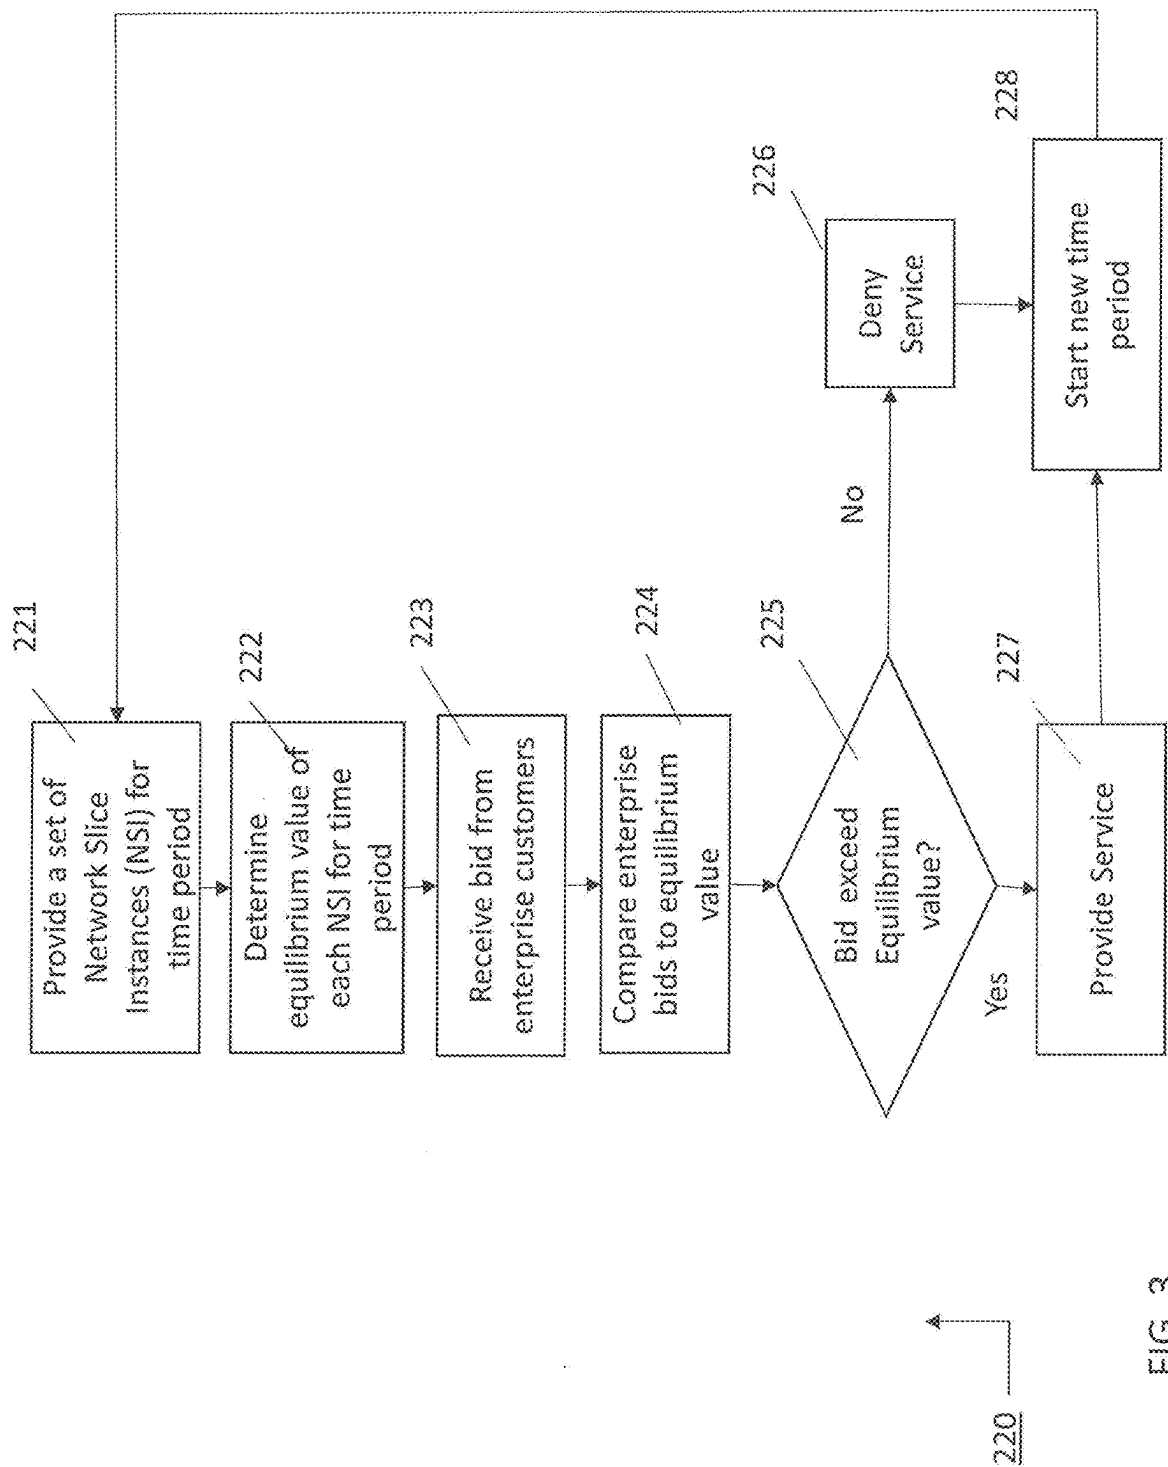 221
Provide a set of
Network Slice
Instances (NSI) for
time period
222
Determine
equilibrium value of
each NSI for time
period
223
Receive bid from
enterprise customers
224
Compare enterprise
bids to equilibrium
value
225
Bid exceed
Equilibrium
value?
No
226
Deny
Service
Yes
227
Provide Service
228
Start new time
period
220
FIG. 3